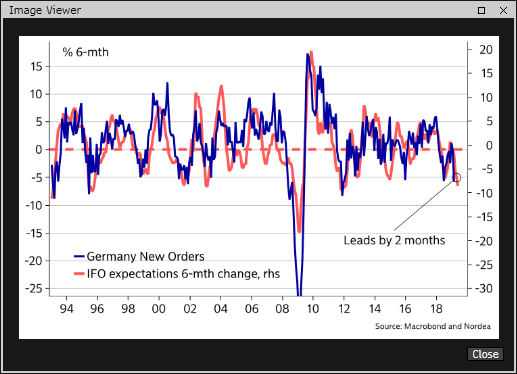 Image Viewer
% 6-mth
15
10
5
0
-5
-10
-15
-20
-25
20
15
10
5
0
-5
-10
-15
-20
-25
-30
Leads by 2 months
Germany New Orders
IFO expectations 6-mth change, rhs
94 96 98 00 02 04 06 08 10 12 14 16 18
Source: Macrobond and Nordea
Close